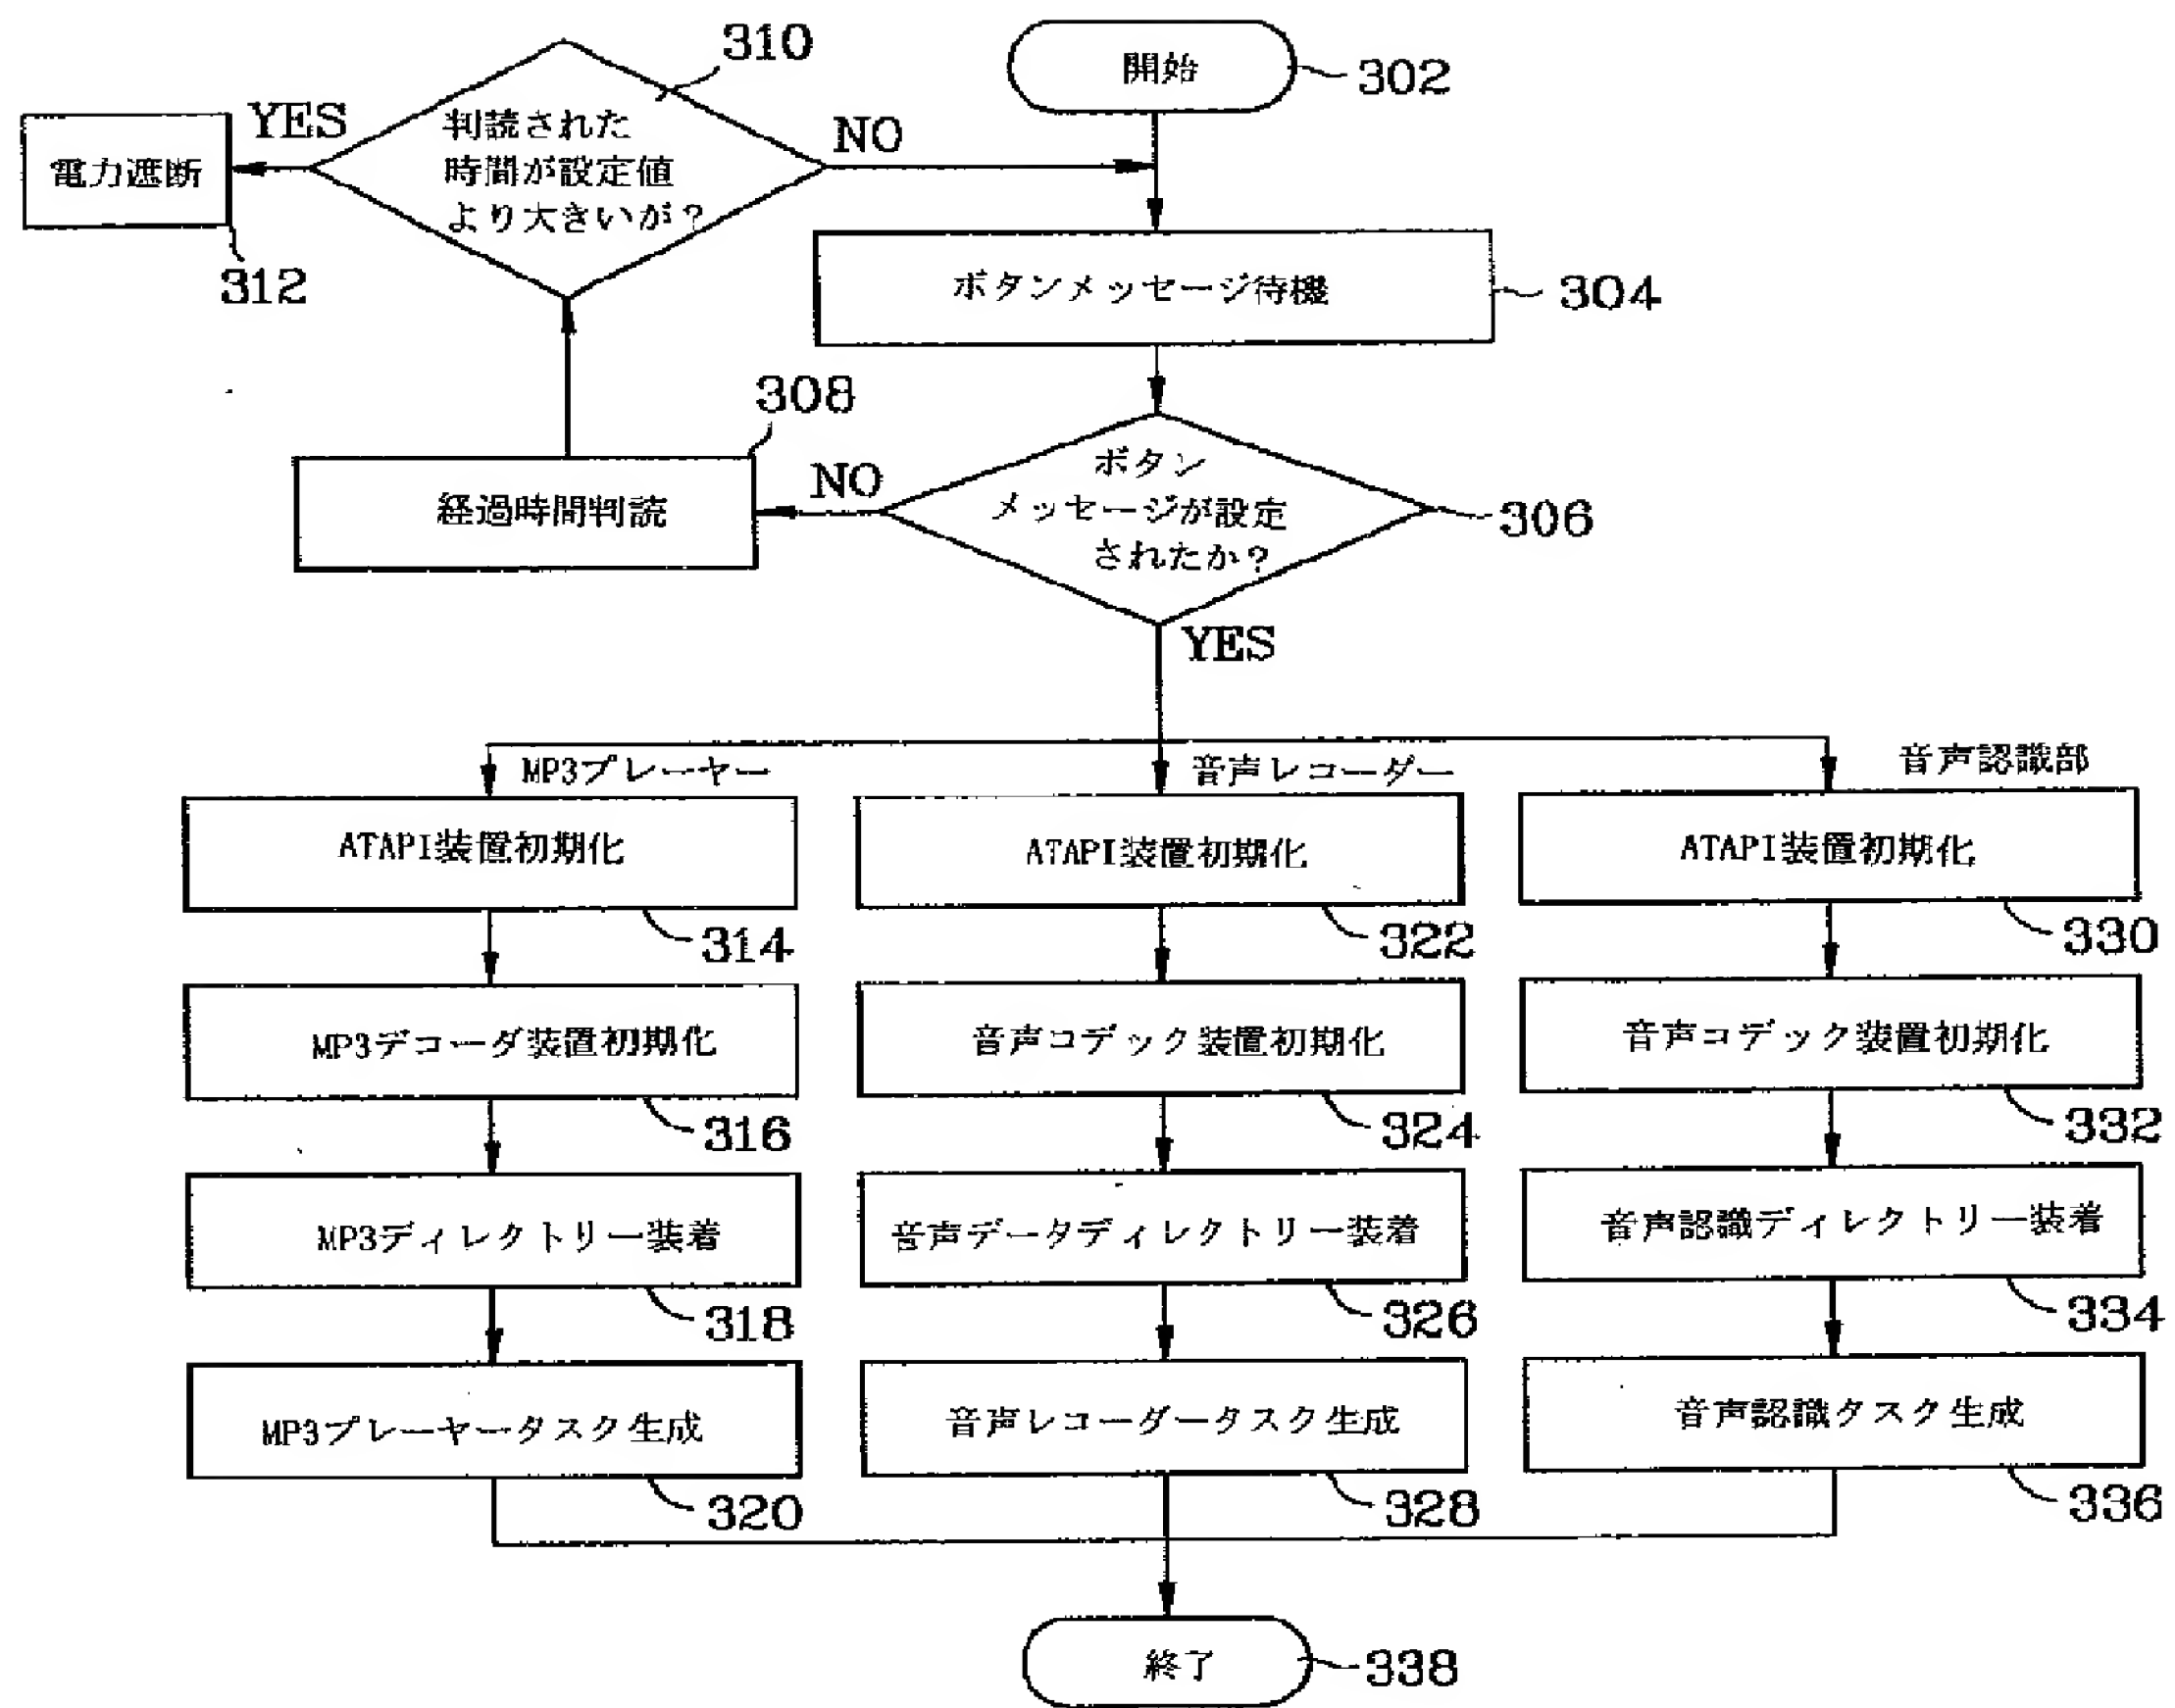 310
開始
302
YES
判読された
時間が設定値
より大きいが?
NO
電力遮断
312
ボタンメッセージ待機
304
308
経過時間判読
NO
ボタン
メッセージが設定
されたか?
306
YES
MP3プレーヤー
音声レコーダー
音声認識部
ATAPI装置初期化
ATAPI装置初期化
ATAPI装置初期化
314
322
330
MP3デコーダ装置初期化
音声コデック装置初期化
音声コデック装置初期化
316
324
332
MP3ディレクトリー装着
音声データディレクトリー装着
音声認識ディレクトリー装着
318
326
334
MP3プレーヤータスク生成
音声レコーダータスク生成
音声認識タスク生成
320
328
336
終了
338